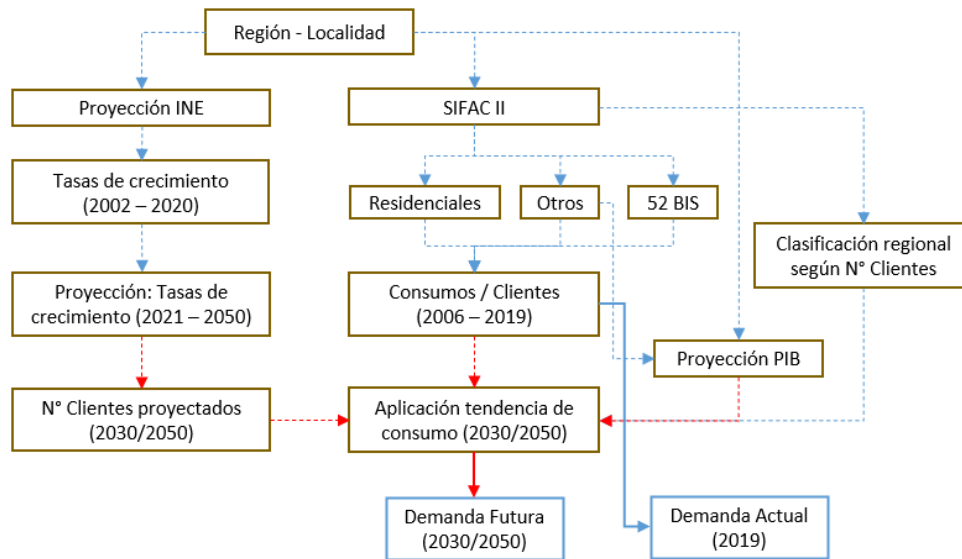 Región - Localidad
Proyección INE
SIFAC II
Tasas de crecimiento
(2002 – 2020)
Residenciales
Otros
52 BIS
Clasificación regional
según N° Clientes
Proyección: Tasas de
crecimiento (2021 – 2050)
Consumos / Clientes
(2006 – 2019)
Proyección PIB
N° Clientes proyectados
(2030/2050)
Aplicación tendencia de
consumo (2030/2050)
Demanda Futura
(2030/2050)
Demanda Actual
(2019)